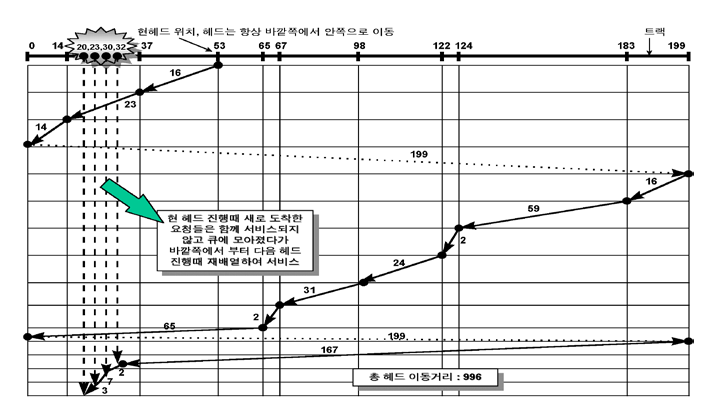 현헤드 위치, 헤드는 항상 바깥쪽에서 안쪽으로 이동
트랙
0 14 20,23,30,32 37 53 65 67 98 122 124 183 199
16
23
14
199
16
59
2
24
31
2
65
199
167
2
7
3
현 헤드 진행때 새로 도착한
요청들은 함께 서비스되지
않고 큐에 모아졌다가
바깥쪽에서 부터 다음 헤드
진행때 재배열하여 서비스
총 헤드 이동거리 : 996